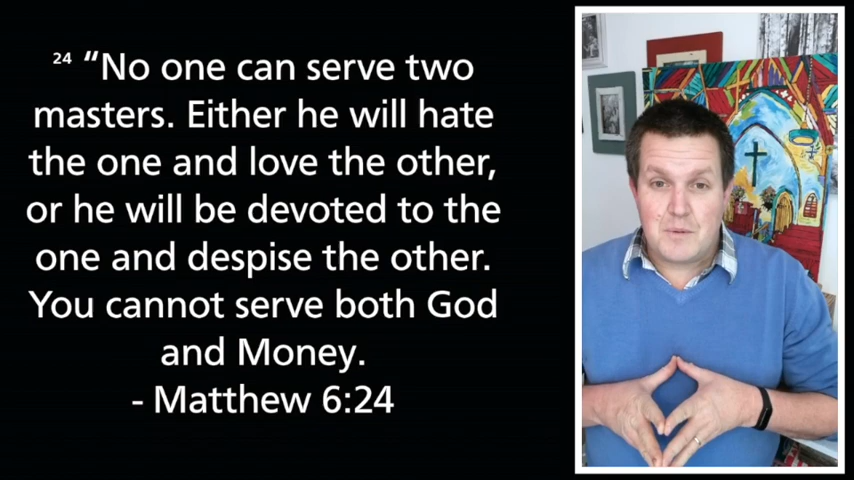 24 “No one can serve two
masters. Either he will hate
the one and love the other,
or he will be devoted to the
one and despise the other.
You cannot serve both God
and Money.
- Matthew 6:24